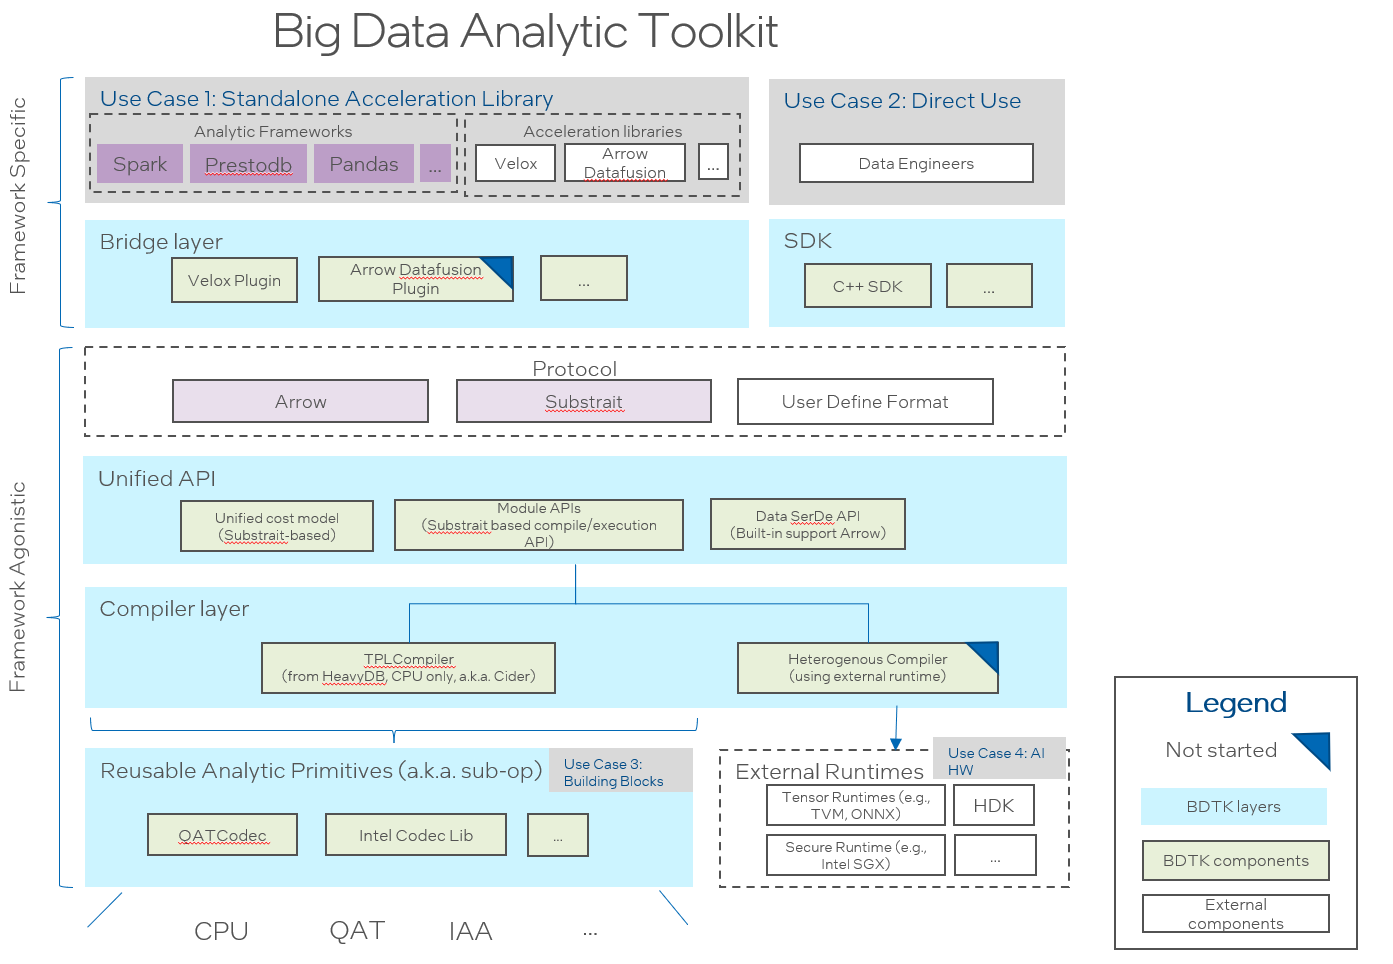 Big Data Analytic Toolkit
Framework Specific
Use Case 1: Standalone Acceleration Library
Analytic Frameworks
Spark
Prestodb
Pandas
...
Acceleration libraries
Velox
Arrow
Datafusion
...
Use Case 2: Direct Use
Data Engineers
Bridge layer
Velox Plugin
Arrow Datafusion
Plugin
...
SDK
C++ SDK
...
Framework Agonistic
Protocol
Arrow
Substrait
User Define Format
Unified API
Unified cost model
(Substrait-based)
Module APIs
(Substrait based compile/execution
API)
Data SerDe API
(Built-in support Arrow)
Compiler layer
TPLCompiler
(from HeavyDB, CPU only, a.k.a. Cider)
Heterogenous Compiler
(using external runtime)
Reusable Analytic Primitives (a.k.a. sub-op)
Use Case 3:
Building Blocks
QATCodec
Intel Codec Lib
...
External Runtimes
Use Case 4: AI
HW
Tensor Runtimes (e.g.,
TVM, ONNX)
HDK
Secure Runtime (e.g.,
Intel SGX)
...
CPU
QAT
IAA
...
Legend
Not started
BDTK layers
BDTK components
External
components